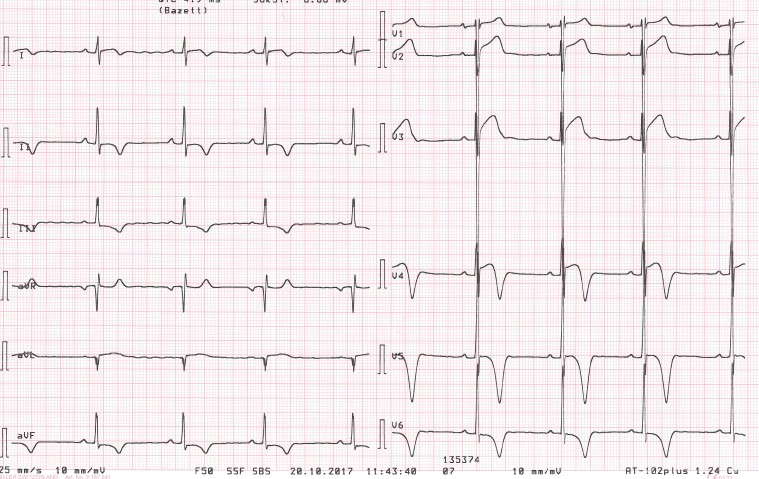 (Bazett)
I
II
III
aVR
aVL
aVF
V1
V2
V3
V4
V5
V6
135374
25 mm/s 10 mm/mV F50 SSF SBS 20.10.2017 11:43:40 07 10 mm/mV AT-102plus 1.24 Cu